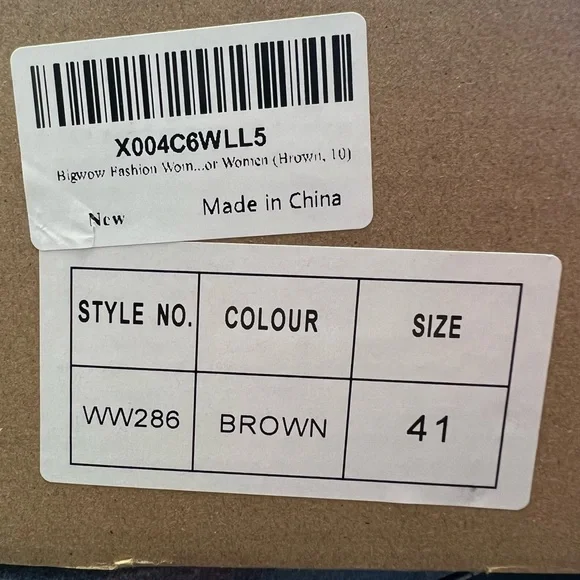 X004C6WLL5
Bigwow Fashion Wom...or Women (Brown, 10)
New
Made in China
STYLE NO. COLOUR SIZE
WW286 BROWN 41